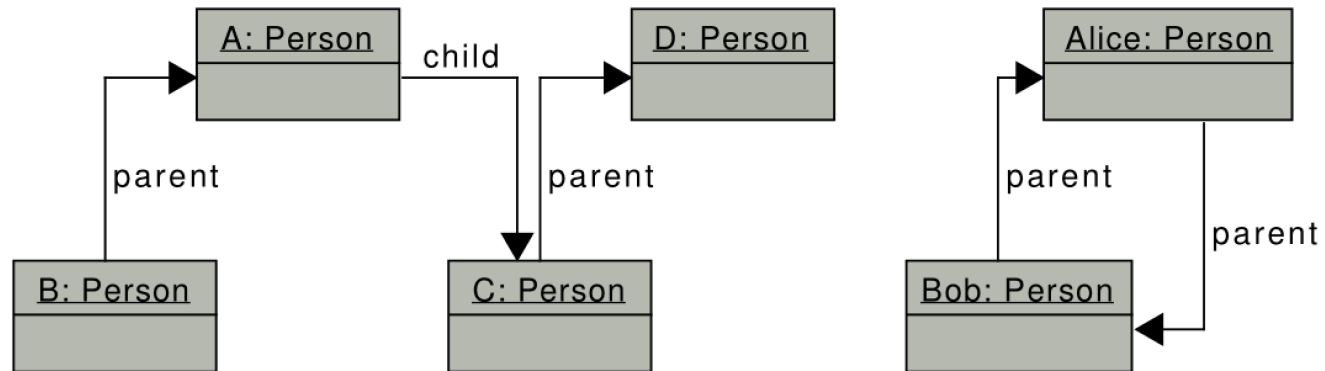 A: Person
child
D: Person
Alice: Person
parent
parent
parent
parent
B: Person
C: Person
Bob: Person